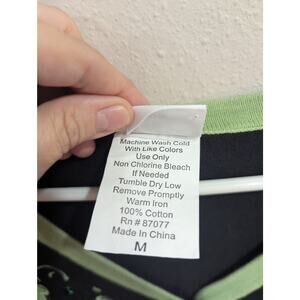 Machine Wash Cold
With Like Colors
Use Only
Non Chlorine Bleach
If Needed
Tumble Dry Low
Remove Promptly
Warm Iron
100% Cotton
Rn # 87077
Made In China
M